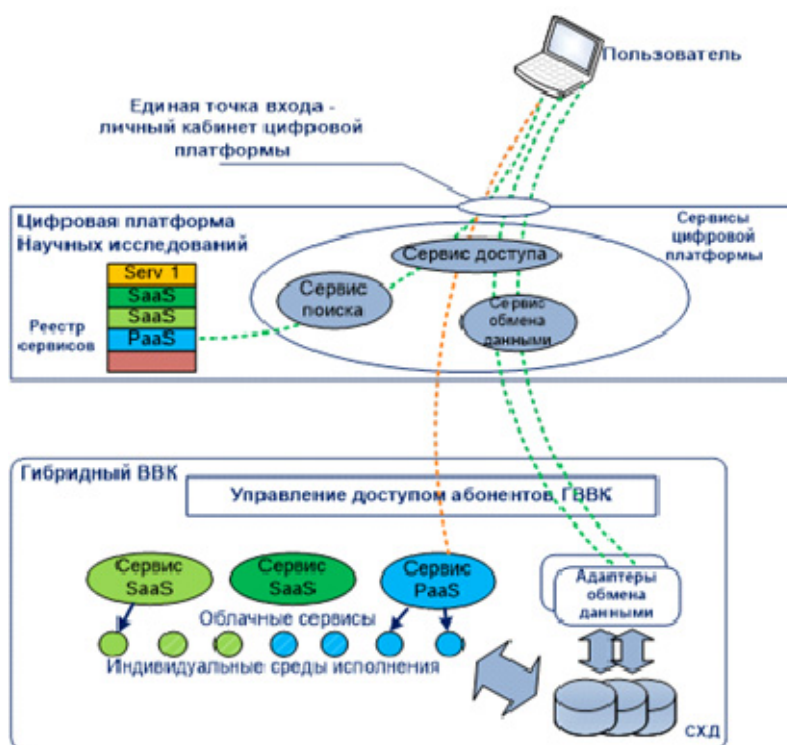 Пользователь
Единая точка входа -
личный кабинет цифровой
платформы
Цифровая платформа
Научных исследований
Сервисы
цифровой
платформы
Serv 1
SaaS
SaaS
PaaS
Реестр
сервисов
Сервис доступа
Сервис
поиска
Сервис
обмена
данными
Гибридный ВВК
Управление доступом абонентов ГВВК
Сервис
SaaS
Сервис
SaaS
Сервис
PaaS
Адаптеры
обмена
данными
Облачные сервисы
Индивидуальные среды исполнения
СХД